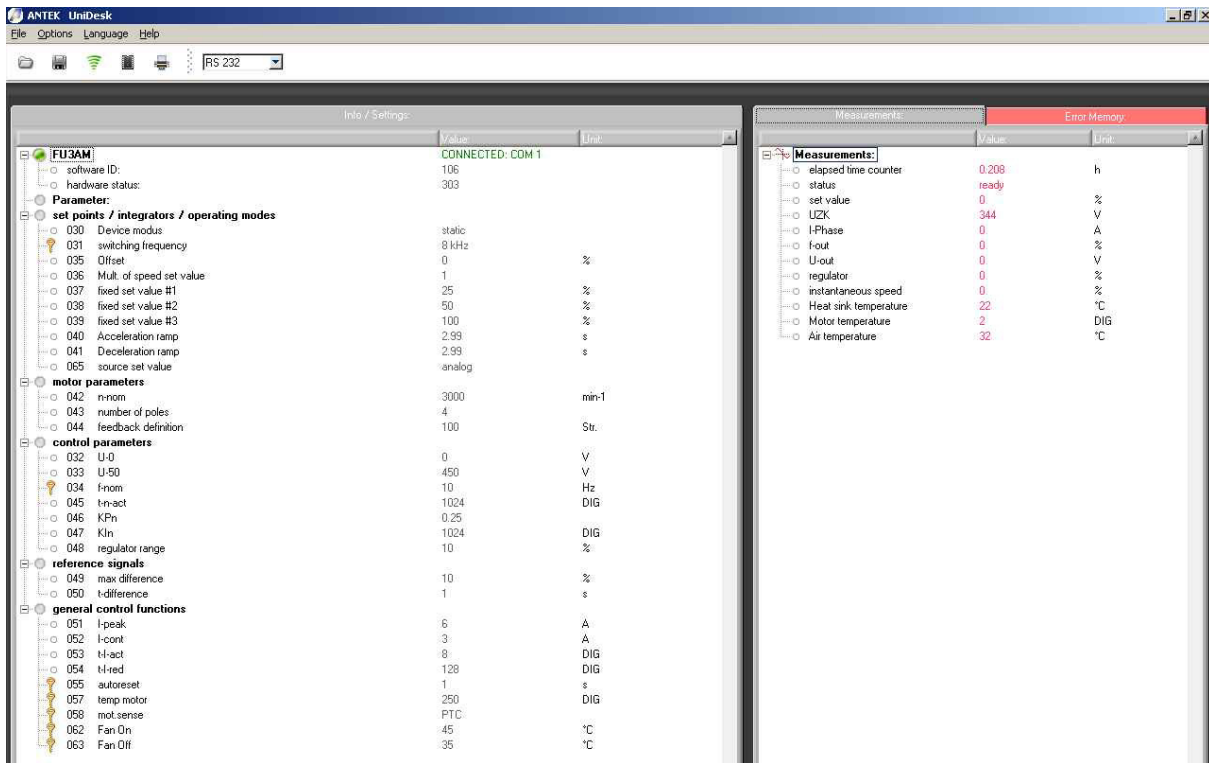 ANTEK UniDesk
File Options Language Help
RS 232
Info / Settings:
Value: Unit:
FU3AM CONNECTED: COM 1
software ID: 106
hardware status: 303
Parameter:
set points / integrators / operating modes
030 Device modus static
031 switching frequency 8 kHz
035 Offset 0 %
036 Mult. of speed set value 1
037 fixed set value #1 25 %
038 fixed set value #2 50 %
039 fixed set value #3 100 %
040 Acceleration ramp 2.99 s
041 Deceleration ramp 2.99 s
065 source set value analog
motor parameters
042 n-nom 3000 min-1
043 number of poles 4
044 feedback definition 100 Str.
control parameters
032 U-0 0 V
033 U-50 450 V
034 f-nom 10 Hz
045 t-n-act 1024 DIG
046 KPn 0.25
047 KIn 1024 DIG
048 regulator range 10 %
reference signals
049 max difference 10 %
050 t-difference 1 s
general control functions
051 I-peak 6 A
052 I-cont 3 A
053 t-I-act 8 DIG
054 t-I-red 128 DIG
055 autoreset 1 s
057 temp motor 250 DIG
058 mot.sense PTC
062 Fan On 45 °C
063 Fan Off 35 °C
Measurements: Error Memory:
Value: Unit:
Measurements:
elapsed time counter 0.208 h
status ready
set value 0 %
UZK 344 V
I-Phase 0 A
f-out 0 %
U-out 0 V
regulator 0 %
instantaneous speed 0 %
Heat sink temperature 22 °C
Motor temperature 2 DIG
Air temperature 32 °C